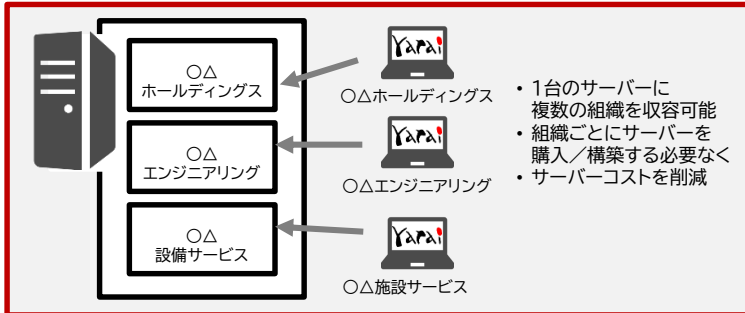 ○△
ホールディングス
Yarai
○△ホールディングス
○△
エンジニアリング
Yarai
○△エンジニアリング
○△
設備サービス
Yarai
○△施設サービス
・1台のサーバーに
複数の組織を収容可能
・組織ごとにサーバーを
購入／構築する必要なく
・サーバーコストを削減